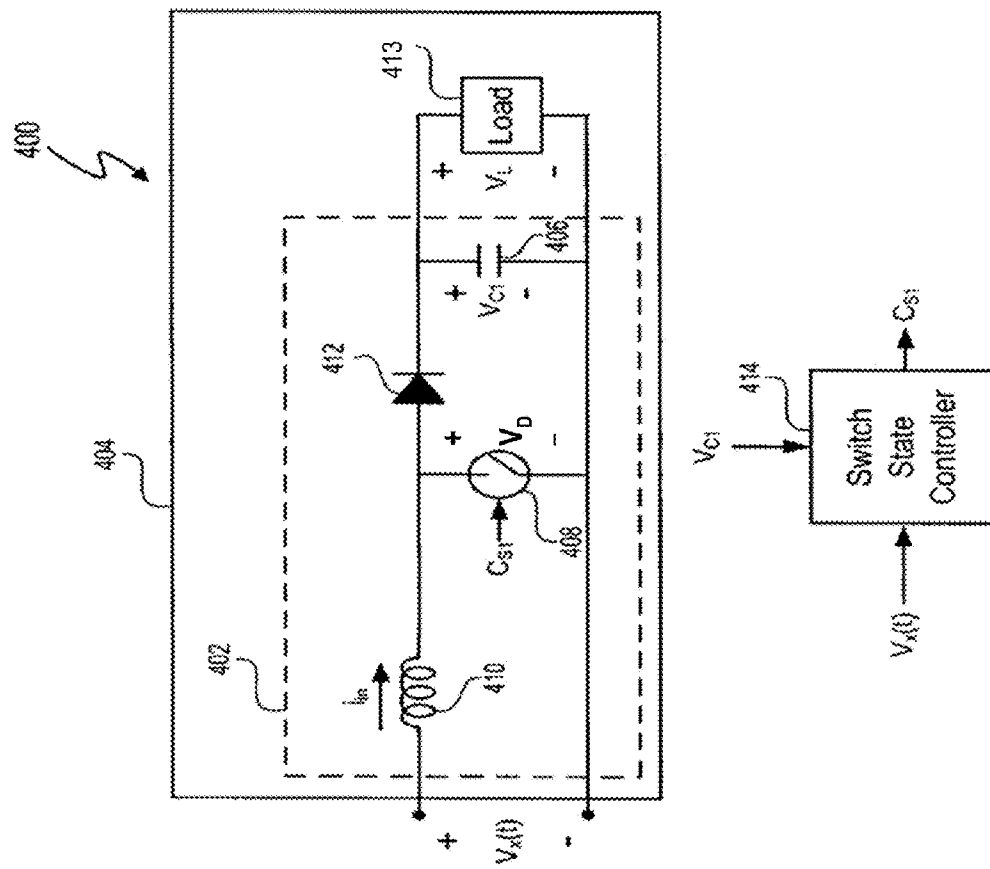 400
404
402
413
Load
+
V_L
-
406
+
V_C1
-
412
+
V_D
-
408
C_S1
I_in
410
+
V_x(t)
-
V_C1
414
Switch
State
Controller
C_S1
V_x(t)